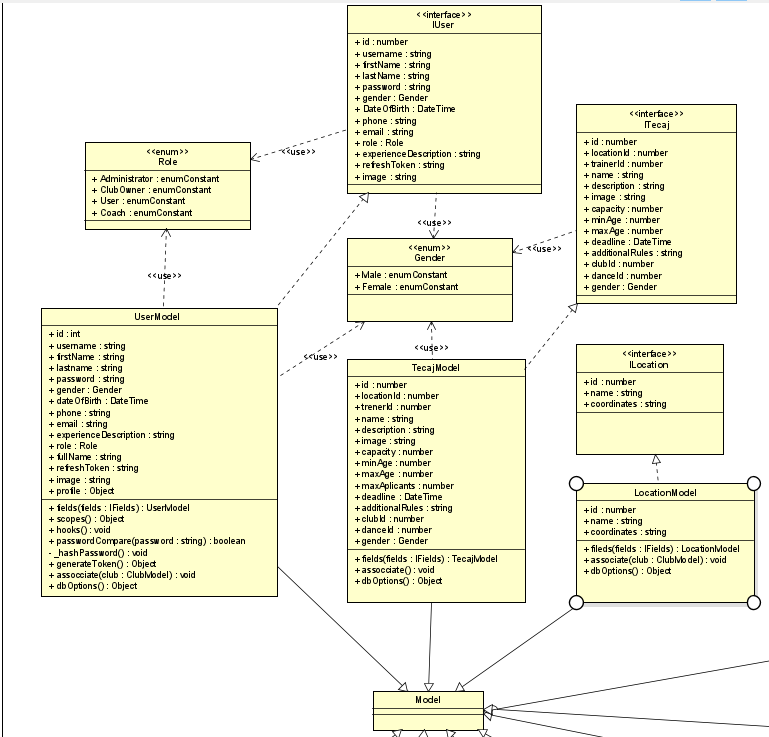 <<interface>>
IUser
+ id : number
+ username : string
+ firstName : string
+ lastName : string
+ password : string
+ gender : Gender
+ DateOfBirth : DateTime
+ phone : string
+ email : string
+ role : Role
+ experienceDescription : string
+ refreshToken : string
+ image : string
<<interface>>
ITecaj
+ id : number
+ locationId : number
+ trainerId : number
+ name : string
+ description : string
+ image : string
+ capacity : number
+ minAge : number
+ maxAge : number
+ deadline : DateTime
+ additionalRules : string
+ clubId : number
+ danceId : number
+ gender : Gender
<<enum>>
Role
+ Administrator : enumConstant
+ ClubOwner : enumConstant
+ User : enumConstant
+ Coach : enumConstant
<<use>>
<<use>>
<<use>>
<<enum>>
Gender
+ Male : enumConstant
+ Female : enumConstant
<<use>>
<<use>>
<<use>>
UserModel
+ id : int
+ username : string
+ firstName : string
+ lastname : string
+ password : string
+ gender : Gender
+ dateOfBirth : DateTime
+ phone : string
+ email : string
+ experienceDescription : string
+ role : Role
+ fullName : string
+ refreshToken : string
+ image : string
+ profile : Object
+ fields(fields : IFields) : UserModel
+ scopes() : Object
+ hooks() : void
+ passwordCompare(password : string) : boolean
- _hashPassword() : void
+ generateToken() : Object
+ associate(club : ClubModel) : void
+ dbOptions() : Object
TecajModel
+ id : number
+ locationId : number
+ trenerId : number
+ name : string
+ description : string
+ image : string
+ capacity : number
+ minAge : number
+ maxAge : number
+ maxAplicants : number
+ deadline : DateTime
+ additionalRules : string
+ clubId : number
+ danceId : number
+ gender : Gender
+ fields(fields : IFields) : TecajModel
+ associate() : void
+ dbOptions() : Object
<<interface>>
ILocation
+ id : number
+ name : string
+ coordinates : string
LocationModel
+ id : number
+ name : string
+ coordinates : string
+ fileds(fields : IFields) : LocationModel
+ associate(club : ClubModel) : void
+ dbOptions() : Object
Model